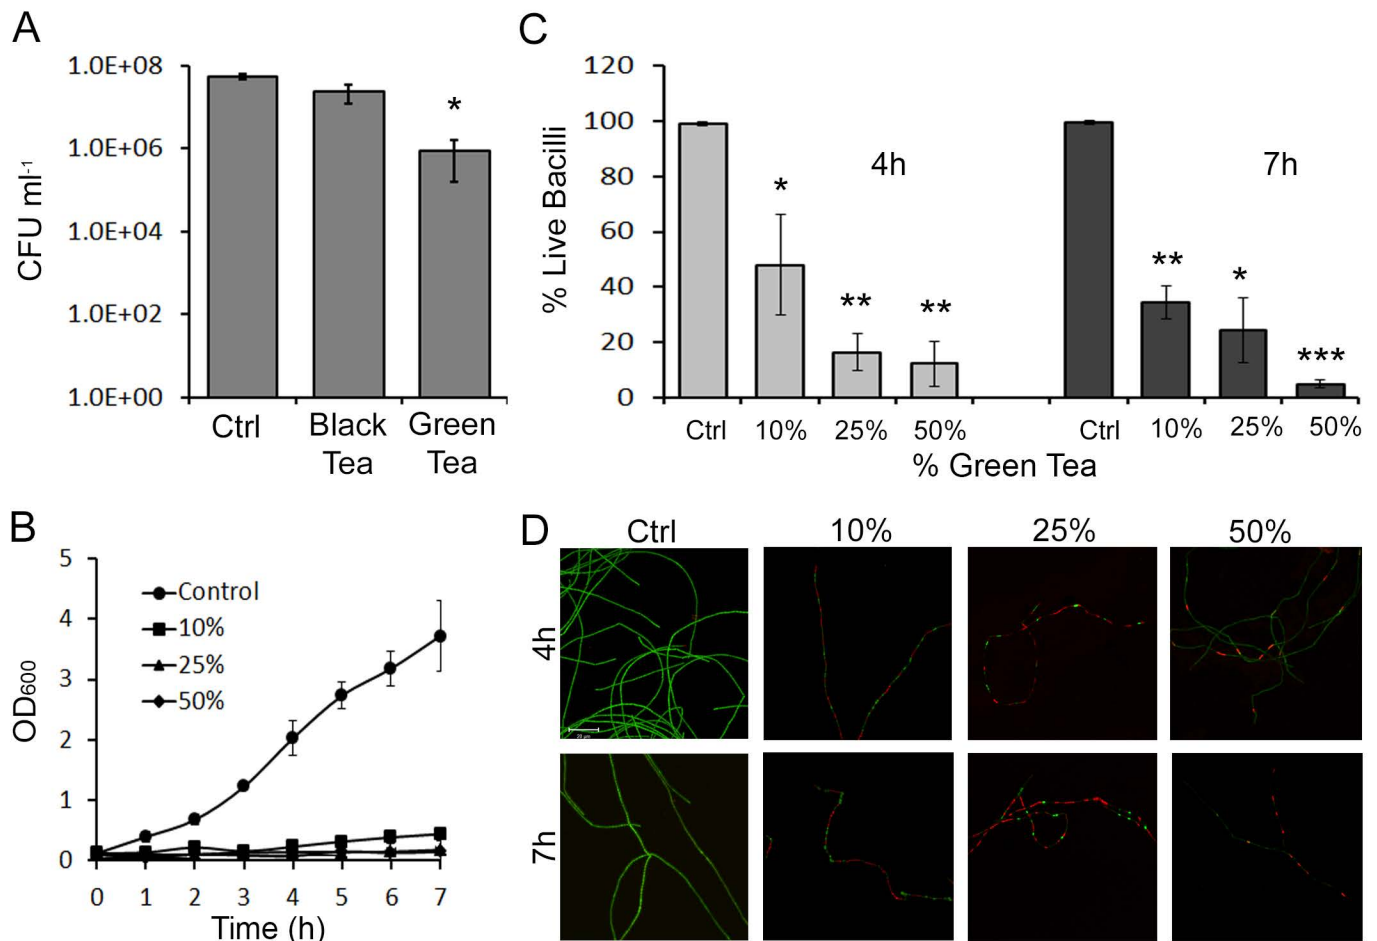 A
1.0E+08
1.0E+06
1.0E+04
1.0E+02
1.0E+00
CFU ml-1
*
Ctrl
Black Tea
Green Tea
C
120
100
80
60
40
20
0
% Live Bacilli
4h
7h
*
**
**
**
*
***
Ctrl 10% 25% 50% Ctrl 10% 25% 50%
% Green Tea
B
5
4
3
2
1
0
OD600
Control
10%
25%
50%
0 1 2 3 4 5 6 7
Time (h)
D
Ctrl 10% 25% 50%
4h
20 µm
7h